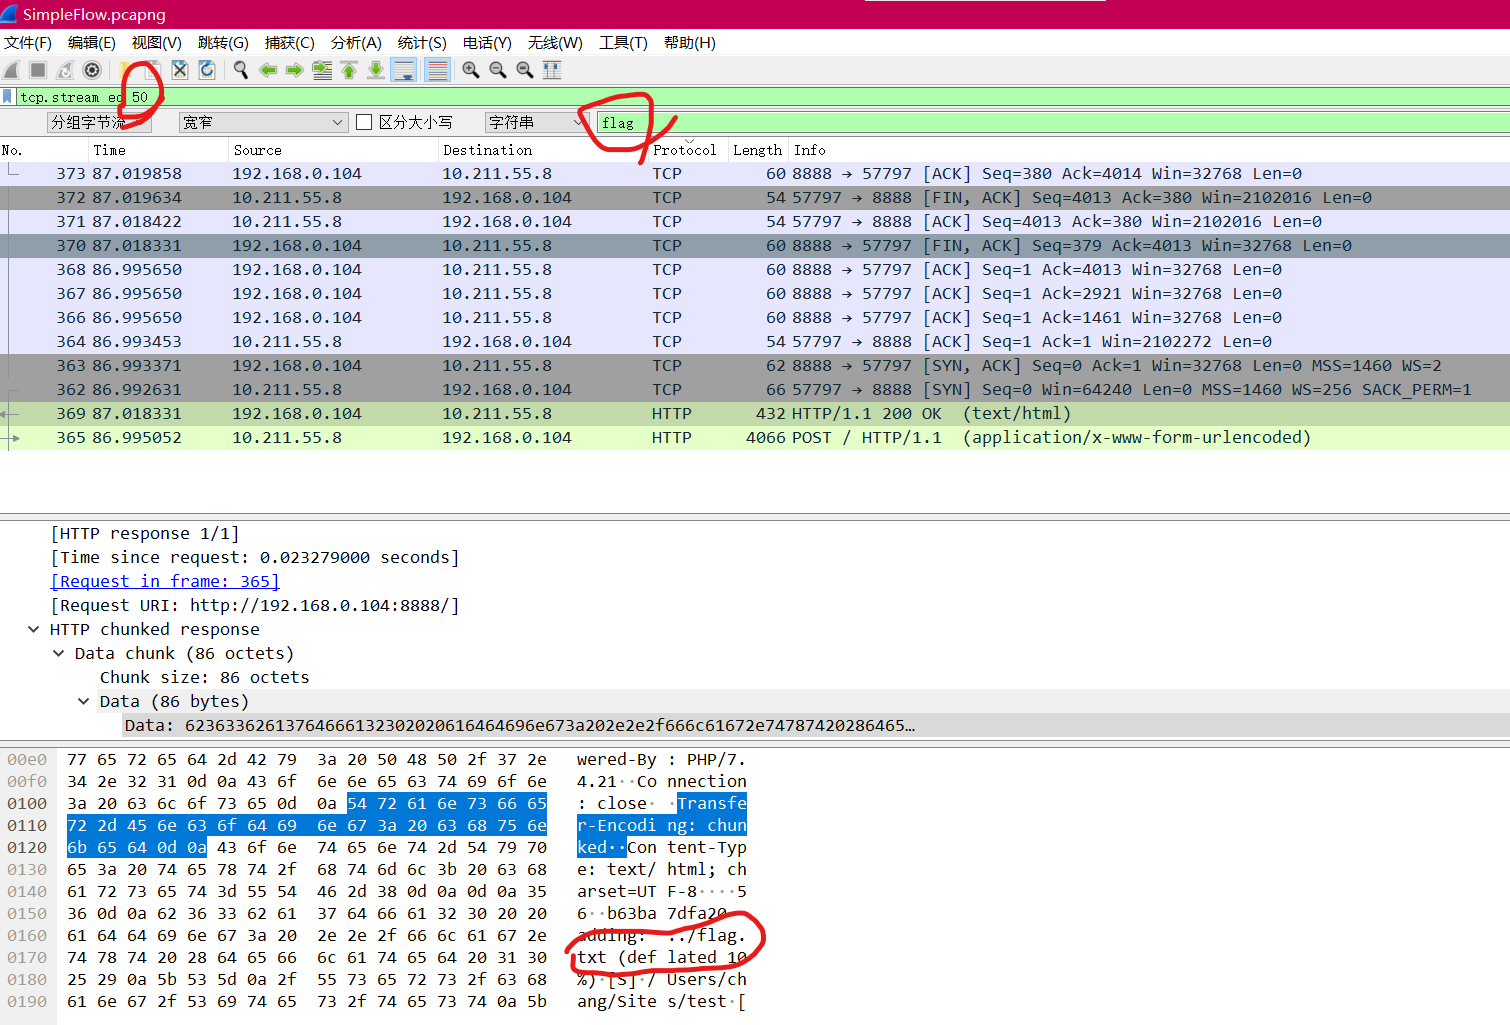 SimpleFlow.pcapng
文件(F) 编辑(E) 视图(V) 跳转(G) 捕获(C) 分析(A) 统计(S) 电话(Y) 无线(W) 工具(T) 帮助(H)
tcp.stream eq 50
分组字节流 宽窄 区分大小写 字符串 flag
No. Time Source Destination Protocol Length Info
373 87.019858 192.168.0.104 10.211.55.8 TCP 60 8888 → 57797 [ACK] Seq=380 Ack=4014 Win=32768 Len=0
372 87.019634 10.211.55.8 192.168.0.104 TCP 54 57797 → 8888 [FIN, ACK] Seq=4013 Ack=380 Win=2102016 Len=0
371 87.018422 10.211.55.8 192.168.0.104 TCP 54 57797 → 8888 [ACK] Seq=4013 Ack=380 Win=2102016 Len=0
370 87.018331 192.168.0.104 10.211.55.8 TCP 60 8888 → 57797 [FIN, ACK] Seq=379 Ack=4013 Win=32768 Len=0
368 86.995650 192.168.0.104 10.211.55.8 TCP 60 8888 → 57797 [ACK] Seq=1 Ack=4013 Win=32768 Len=0
367 86.995650 192.168.0.104 10.211.55.8 TCP 60 8888 → 57797 [ACK] Seq=1 Ack=2921 Win=32768 Len=0
366 86.995650 192.168.0.104 10.211.55.8 TCP 60 8888 → 57797 [ACK] Seq=1 Ack=1461 Win=32768 Len=0
364 86.993453 10.211.55.8 192.168.0.104 TCP 54 57797 → 8888 [ACK] Seq=1 Ack=1 Win=2102272 Len=0
363 86.993371 192.168.0.104 10.211.55.8 TCP 62 8888 → 57797 [SYN, ACK] Seq=0 Ack=1 Win=32768 Len=0 MSS=1460 WS=2
362 86.992631 10.211.55.8 192.168.0.104 TCP 66 57797 → 8888 [SYN] Seq=0 Win=64240 Len=0 MSS=1460 WS=256 SACK_PERM=1
369 87.018331 192.168.0.104 10.211.55.8 HTTP 432 HTTP/1.1 200 OK (text/html)
365 86.995052 10.211.55.8 192.168.0.104 HTTP 4066 POST / HTTP/1.1 (application/x-www-form-urlencoded)
[HTTP response 1/1]
[Time since request: 0.023279000 seconds]
[Request in frame: 365]
[Request URI: http://192.168.0.104:8888/]
HTTP chunked response
Data chunk (86 octets)
Chunk size: 86 octets
Data (86 bytes)
Data: 62363362613764666132302020616464696e673a202e2e2f666c61672e74787420286465…
00e0 77 65 72 65 64 2d 42 79 3a 20 50 48 50 2f 37 2e wered-By : PHP/7.
00f0 34 2e 32 31 0d 0a 43 6f 6e 6e 65 63 74 69 6f 6e 4.21··Co nnection
0100 3a 20 63 6c 6f 73 65 0d 0a 54 72 61 6e 73 66 65 : close· ·Transfe
0110 72 2d 45 6e 63 6f 64 69 6e 67 3a 20 63 68 75 6e r-Encodi ng: chun
0120 6b 65 64 0d 0a 43 6f 6e 74 65 6e 74 2d 54 79 70 ked··Con tent-Typ
0130 65 3a 20 74 65 78 74 2f 68 74 6d 6c 3b 20 63 68 e: text/ html; ch
0140 61 72 73 65 74 3d 55 54 46 2d 38 0d 0a 0d 0a 35 arset=UT F-8····5
0150 36 0d 0a 62 36 33 62 61 37 64 66 61 32 30 20 20 6··b63ba 7dfa20
0160 61 64 64 69 6e 67 3a 20 2e 2e 2f 66 6c 61 67 2e adding: ../flag.
0170 74 78 74 20 28 64 65 66 6c 61 74 65 64 20 31 30 txt (def lated 10
0180 25 29 0a 5b 53 5d 0a 2f 55 73 65 72 73 2f 63 68 %)·[S]·/ Users/ch
0190 61 6e 67 2f 53 69 74 65 73 2f 74 65 73 74 0a 5b ang/Site s/test·[